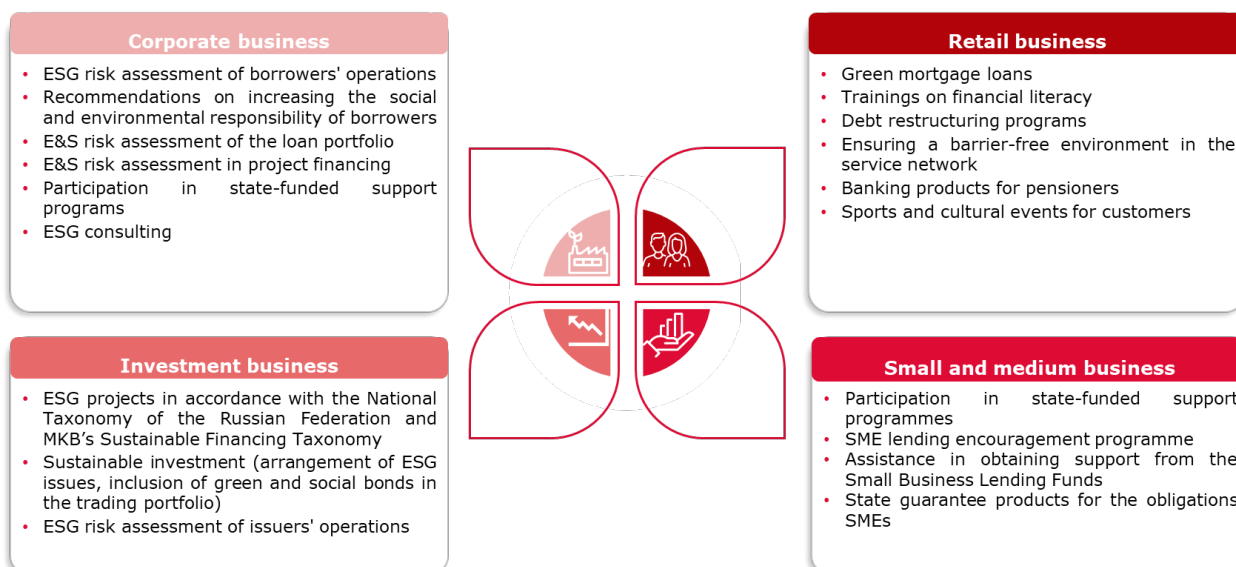 Corporate business
• ESG risk assessment of borrowers' operations
• Recommendations on increasing the social
and environmental responsibility of borrowers
• E&S risk assessment of the loan portfolio
• E&S risk assessment in project financing
• Participation in state-funded support
programs
• ESG consulting
Retail business
• Green mortgage loans
• Trainings on financial literacy
• Debt restructuring programs
• Ensuring a barrier-free environment in the
service network
• Banking products for pensioners
• Sports and cultural events for customers
Investment business
• ESG projects in accordance with the National
Taxonomy of the Russian Federation and
MKB's Sustainable Financing Taxonomy
• Sustainable investment (arrangement of ESG
issues, inclusion of green and social bonds in
the trading portfolio)
• ESG risk assessment of issuers' operations
Small and medium business
• Participation in state-funded support
programmes
• SME lending encouragement programme
• Assistance in obtaining support from the
Small Business Lending Funds
• State guarantee products for the obligations
SMEs